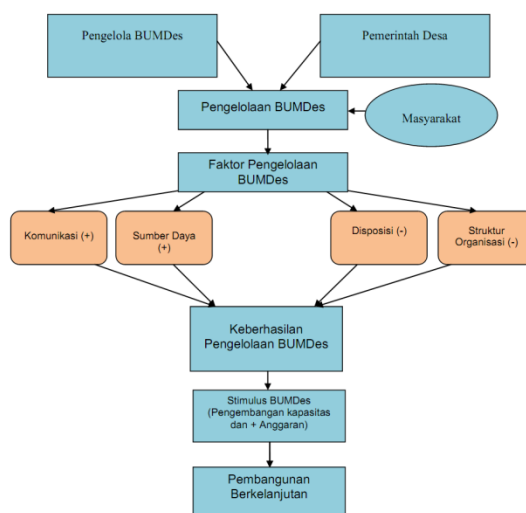 Pengelola BUMDes
Pemerintah Desa
Pengelolaan BUMDes
Masyarakat
Faktor Pengelolaan
BUMDes
Komunikasi (+)
Sumber Daya
(+)
Disposisi (-)
Struktur
Organisasi (-)
Keberhasilan
Pengelolaan BUMDes
Stimulus BUMDes
(Pengembangan kapasitas
dan + Anggaran)
Pembangunan
Berkelanjutan